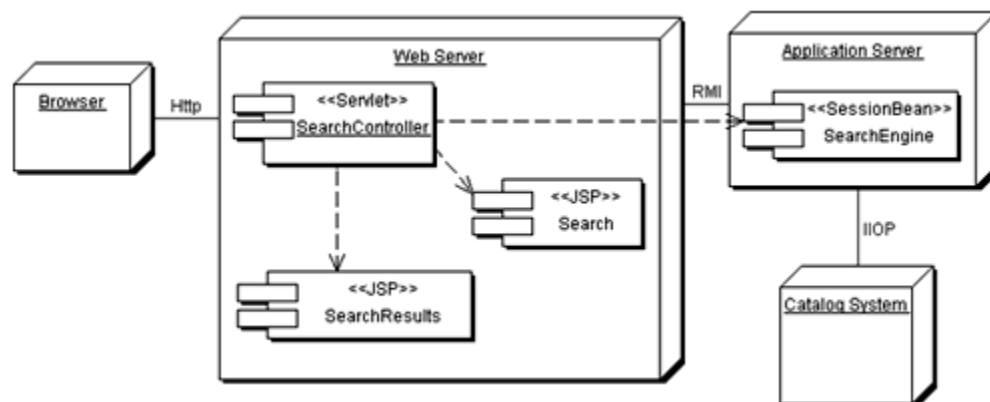 Web Server
Application Server
Browser
Http
<<Servlet>>
SearchController
RMI
<<SessionBean>>
SearchEngine
<<JSP>>
Search
IIOP
<<JSP>>
SearchResults
Catalog System